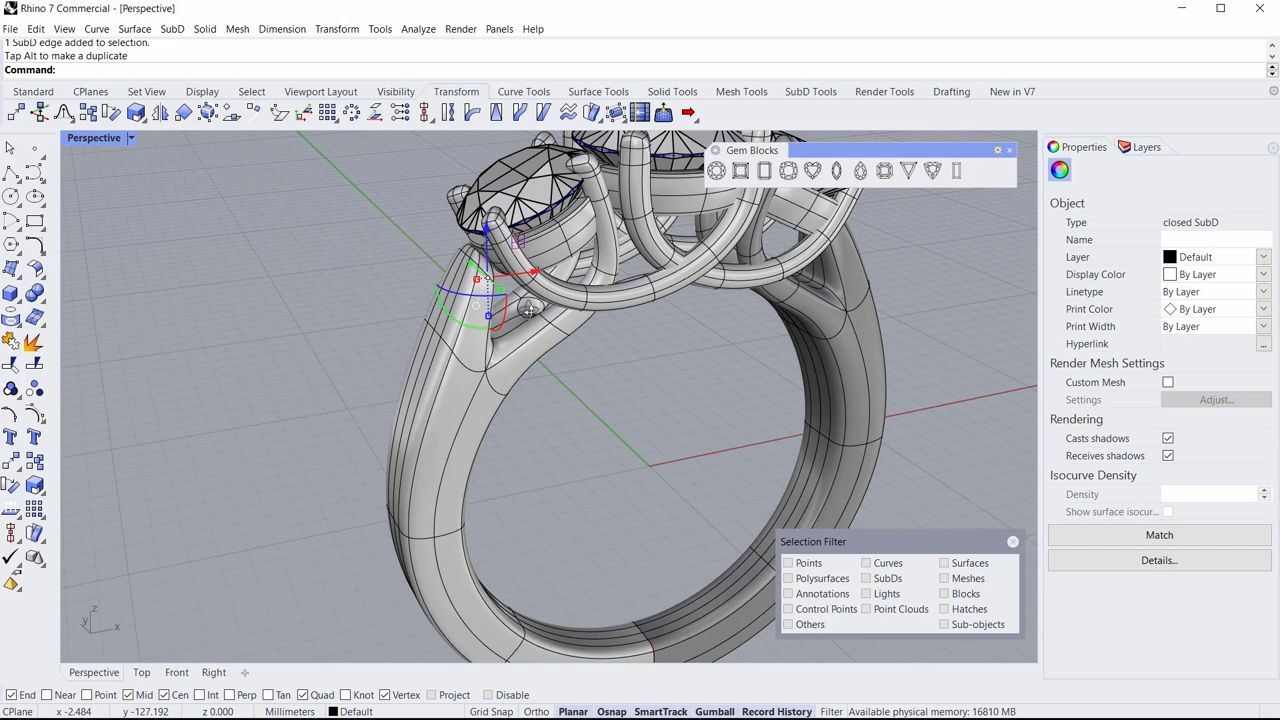 Rhino 7 Commercial - [Perspective]
File Edit View Curve Surface SubD Solid Mesh Dimension Transform Tools Analyze Render Panels Help
1 SubD edge added to selection.
Tap Alt to make a duplicate
Command:
Standard CPlanes Set View Display Select Viewport Layout Visibility Transform Curve Tools Surface Tools Solid Tools Mesh Tools SubD Tools Render Tools Drafting New in V7
Perspective
Gem Blocks
Properties Layers
Object
Type closed SubD
Name
Layer Default
Display Color By Layer
Linetype By Layer
Print Color By Layer
Print Width By Layer
Hyperlink ...
Render Mesh Settings
Custom Mesh
Settings Adjust...
Rendering
Casts shadows
Receives shadows
Isocurve Density
Density
Show surface isocur...
Match
Details...
Selection Filter
Points Curves Surfaces
Polysurfaces SubDs Meshes
Annotations Lights Blocks
Control Points Point Clouds Hatches
Others Sub-objects
z
y x
Perspective Top Front Right
End Near Point Mid Cen Int Perp Tan Quad Knot Vertex Project Disable
CPlane x -2.484 y -127.192 z 0.000 Millimeters Default Grid Snap Ortho Planar Osnap SmartTrack Gumball Record History Filter Available physical memory: 16810 MB